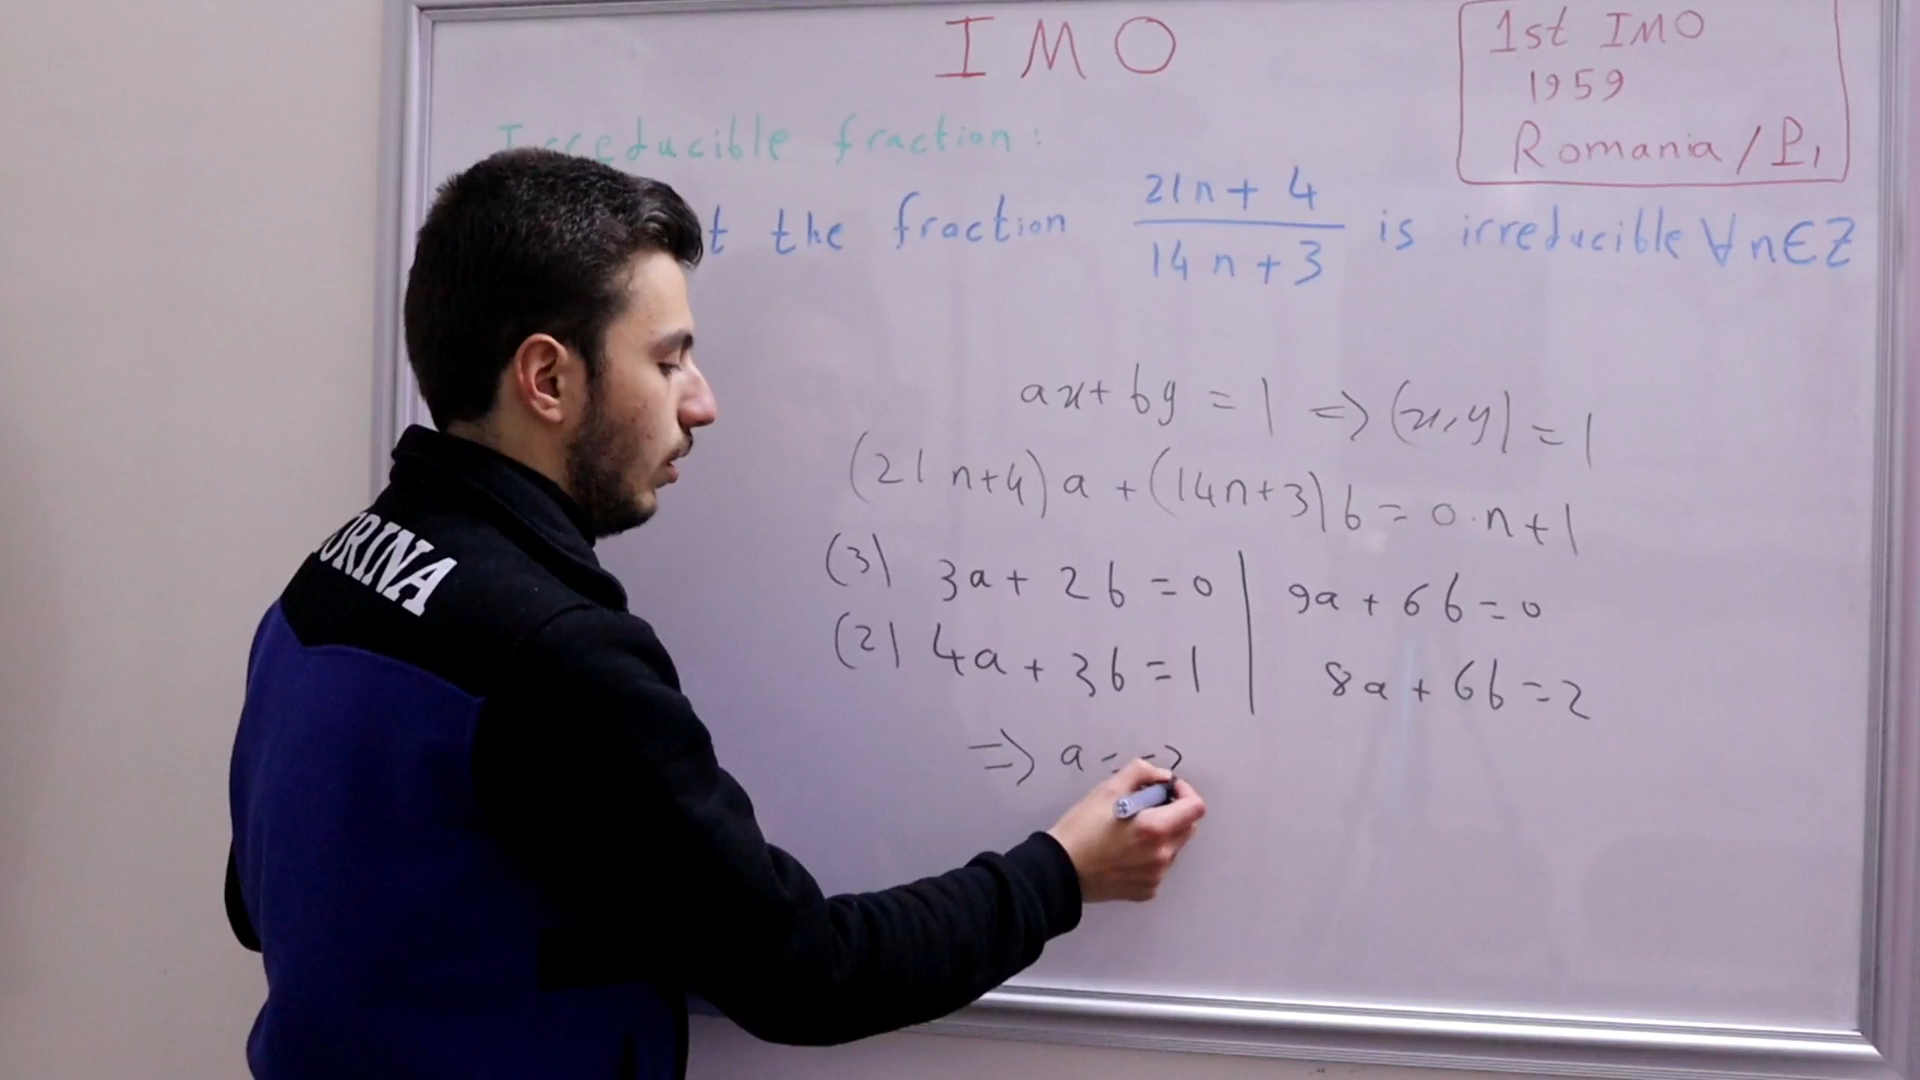 IMO
1st IMO
1959
Romania / P1
Irreducible fraction:
the fraction (21n+4)/(14n+3) is irreducible ∀n∈Z
ax+by=1 => (x,y)=1
(21n+4)a+(14n+3)b=0·n+1
(3) 3a+2b=0 | 9a+6b=0
(2) 4a+3b=1 | 8a+6b=2
=> a=-2